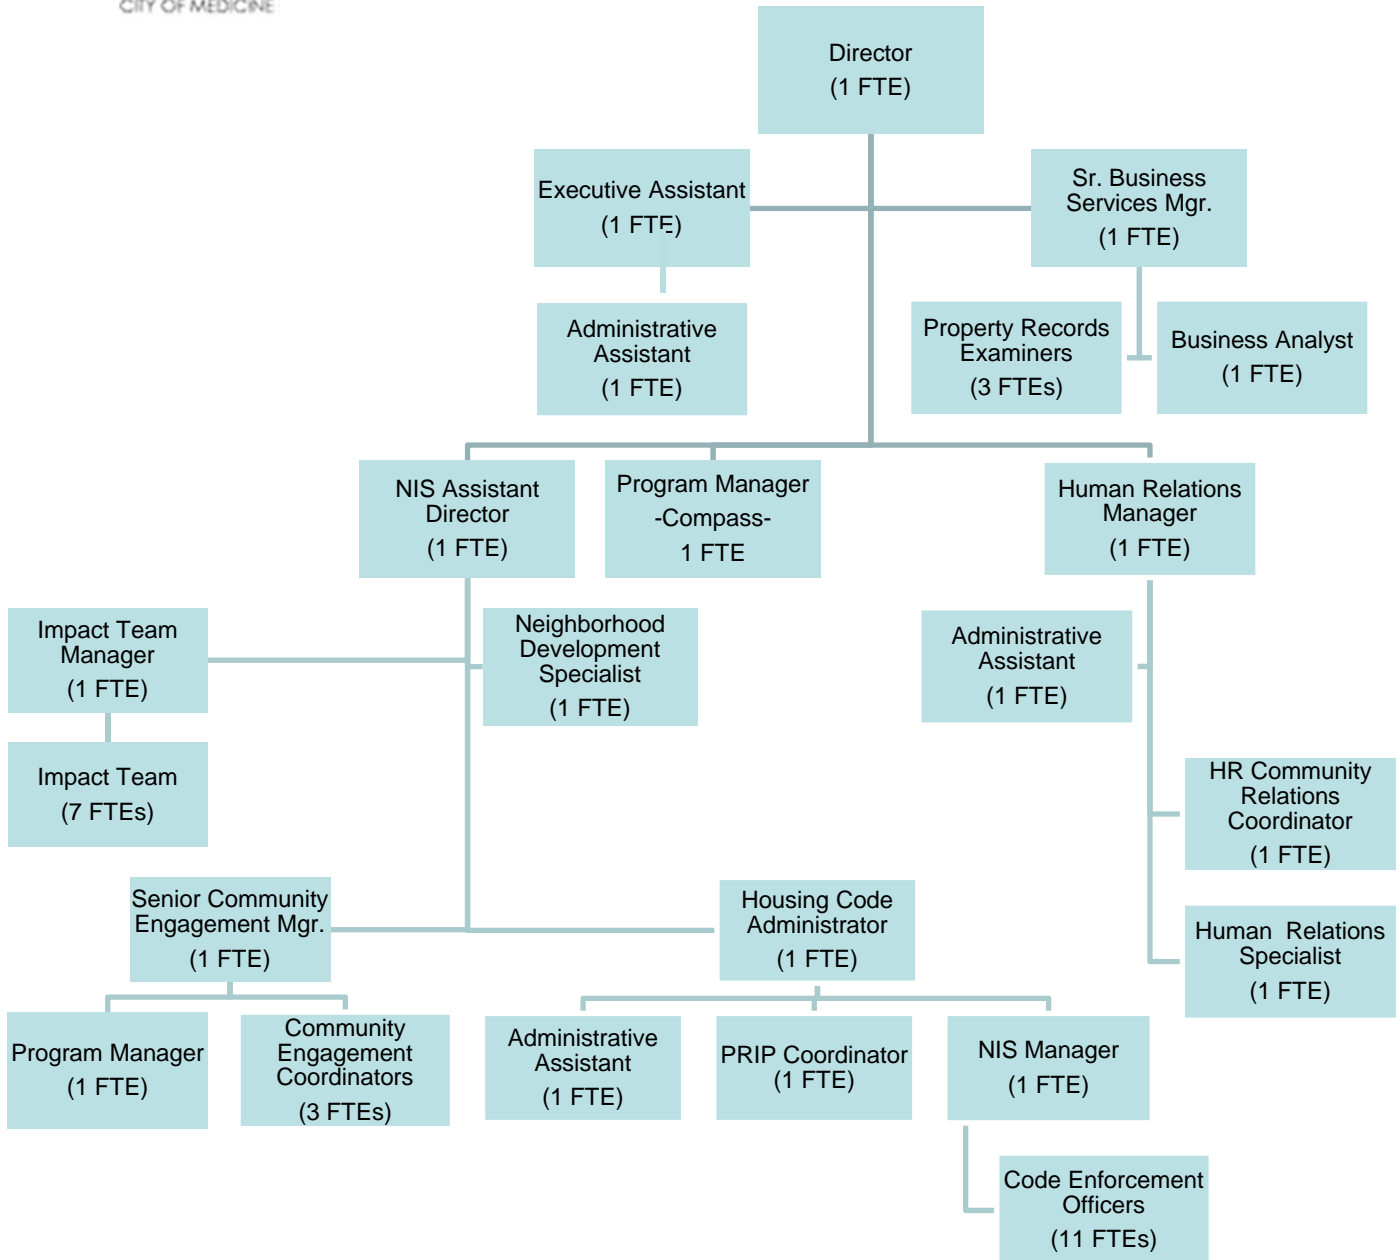 CITY OF MEDICINE
Director
(1 FTE)
Executive Assistant
(1 FTE)
Sr. Business
Services Mgr.
(1 FTE)
Administrative
Assistant
(1 FTE)
Property Records
Examiners
(3 FTEs)
Business Analyst
(1 FTE)
NIS Assistant
Director
(1 FTE)
Program Manager
-Compass-
1 FTE
Human Relations
Manager
(1 FTE)
Impact Team
Manager
(1 FTE)
Neighborhood
Development
Specialist
(1 FTE)
Administrative
Assistant
(1 FTE)
Impact Team
(7 FTEs)
HR Community
Relations
Coordinator
(1 FTE)
Senior Community
Engagement Mgr.
(1 FTE)
Housing Code
Administrator
(1 FTE)
Human  Relations
Specialist
(1 FTE)
Program Manager
(1 FTE)
Community
Engagement
Coordinators
(3 FTEs)
Administrative
Assistant
(1 FTE)
PRIP Coordinator
(1 FTE)
NIS Manager
(1 FTE)
Code Enforcement
Officers
(11 FTEs)